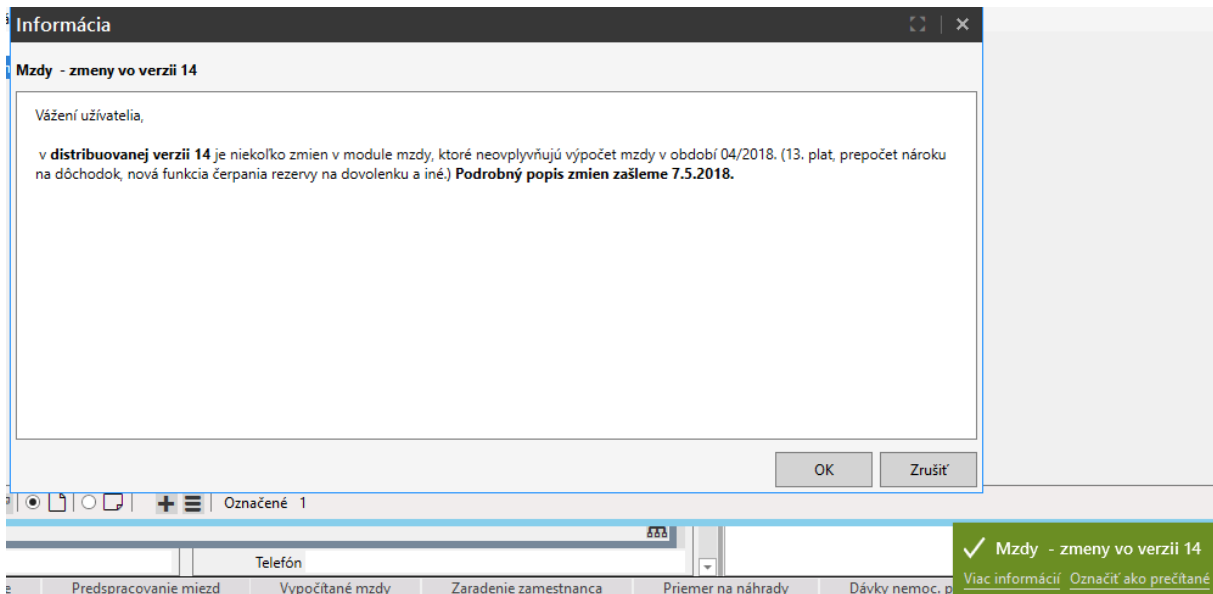 Informácia
Mzdy - zmeny vo verzii 14
Vážení užívatelia,
v distribuovanej verzii 14 je niekoľko zmien v module mzdy, ktoré neovplyvňujú výpočet mzdy v období 04/2018. (13. plat, prepočet nároku
na dôchodok, nová funkcia čerpania rezervy na dovolenku a iné.) Podrobný popis zmien zašleme 7.5.2018.
OK Zrušiť
Označené 1
Telefón
Mzdy - zmeny vo verzii 14
Viac informácií Označiť ako prečítané
Predspracovanie miezd Vypočítané mzdy Zaradenie zamestnanca Priemer na náhrady Dávky nemoc. p